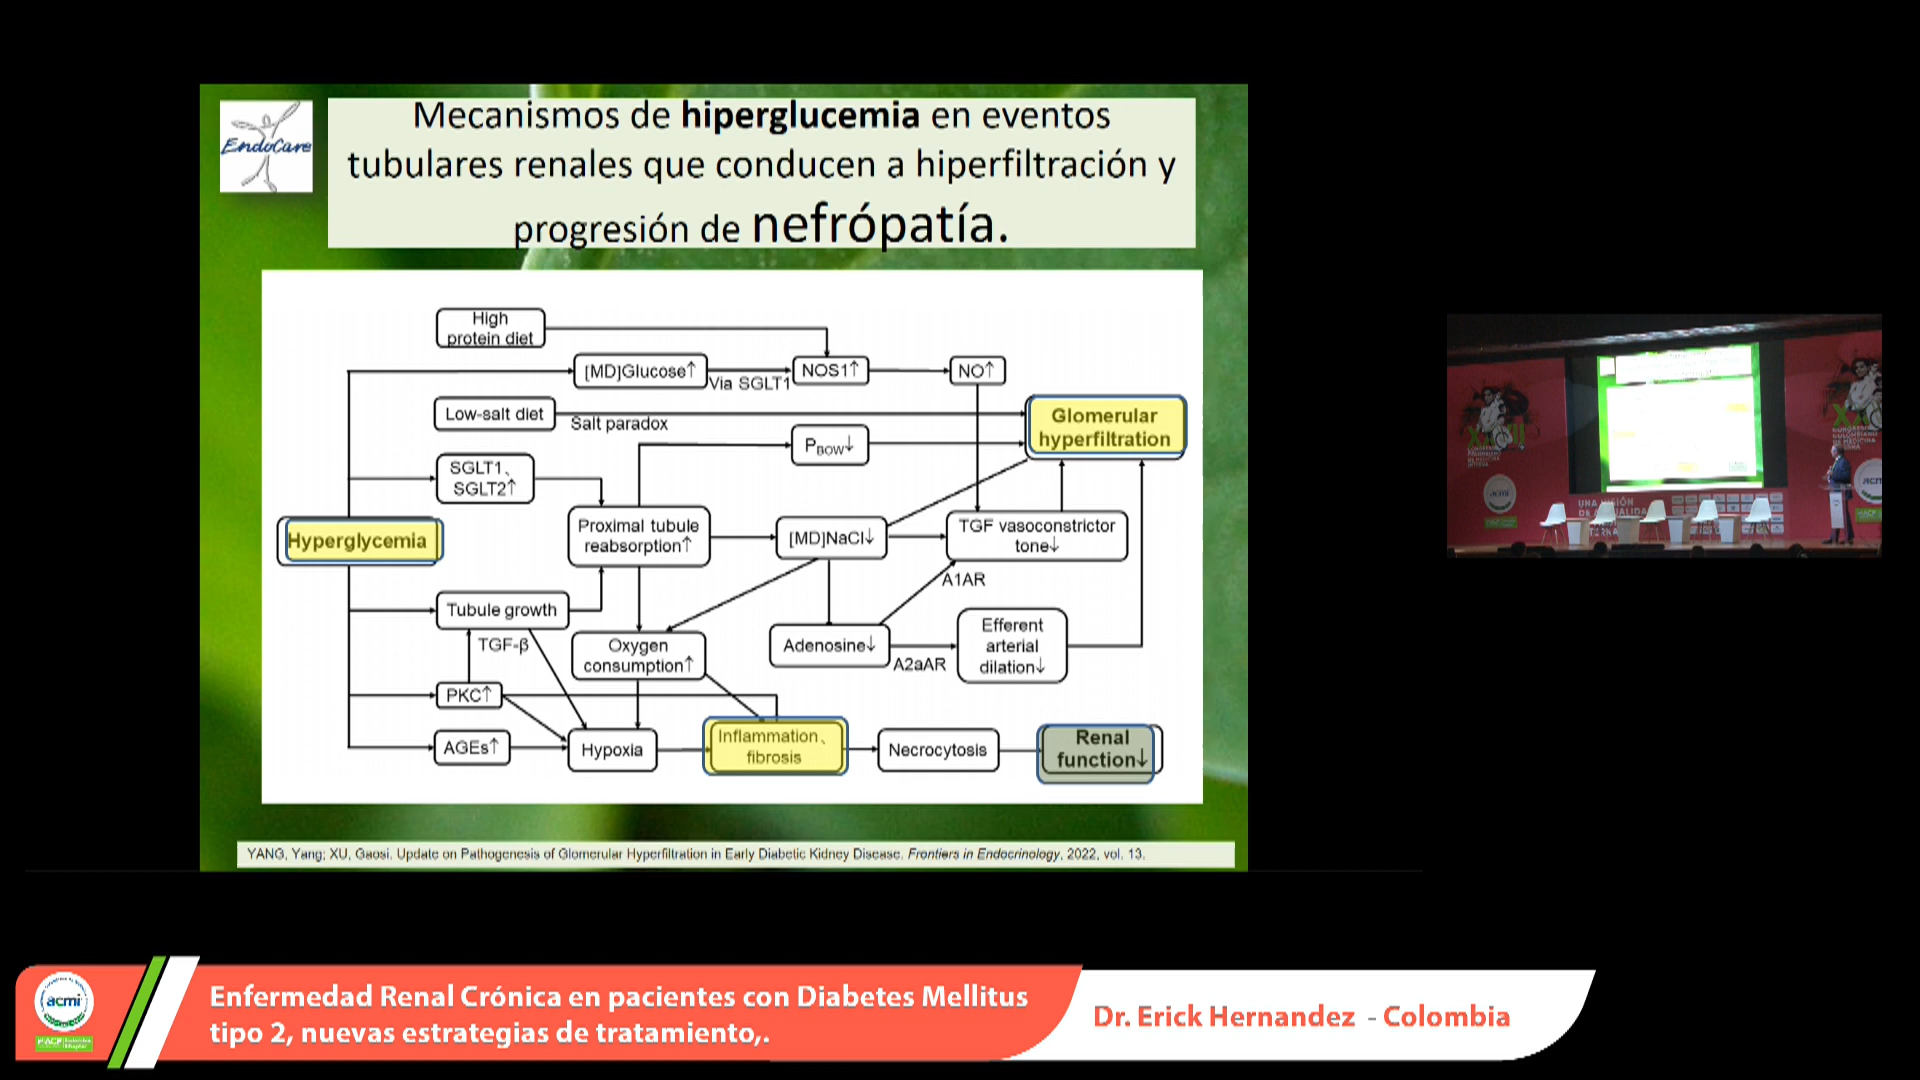 EndoCare
Mecanismos de hiperglucemia en eventos
tubulares renales que conducen a hiperfiltración y
progresión de nefrópatía.
High
protein diet
[MD]Glucose↑
Via SGLT1
NOS1↑
NO↑
Low-salt diet
Salt paradox
PBOW↓
Glomerular
hyperfiltration
SGLT1、
SGLT2↑
Hyperglycemia
Proximal tubule
reabsorption↑
[MD]NaCl↓
TGF vasoconstrictor
tone↓
A1AR
Tubule growth
TGF-β
Oxygen
consumption↑
Adenosine↓
A2aAR
Efferent
arterial
dilation↓
PKC↑
AGEs↑
Hypoxia
Inflammation、
fibrosis
Necrocytosis
Renal
function↓
YANG, Yang; XU, Gaosi. Update on Pathogenesis of Glomerular Hyperfiltration in Early Diabetic Kidney Disease. Frontiers in Endocrinology, 2022, vol. 13.
acmi
Enfermedad Renal Crónica en pacientes con Diabetes Mellitus
tipo 2, nuevas estrategias de tratamiento,.
Dr. Erick Hernandez - Colombia